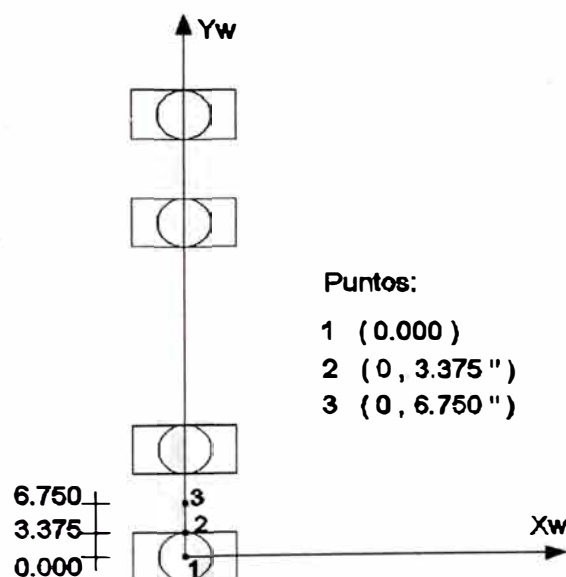 Yw
Puntos:
1 ( 0.000 )
2 ( 0 , 3.375 " )
3 ( 0 , 6.750 " )
6.750
3
3.375
2
Xw
0.000
1